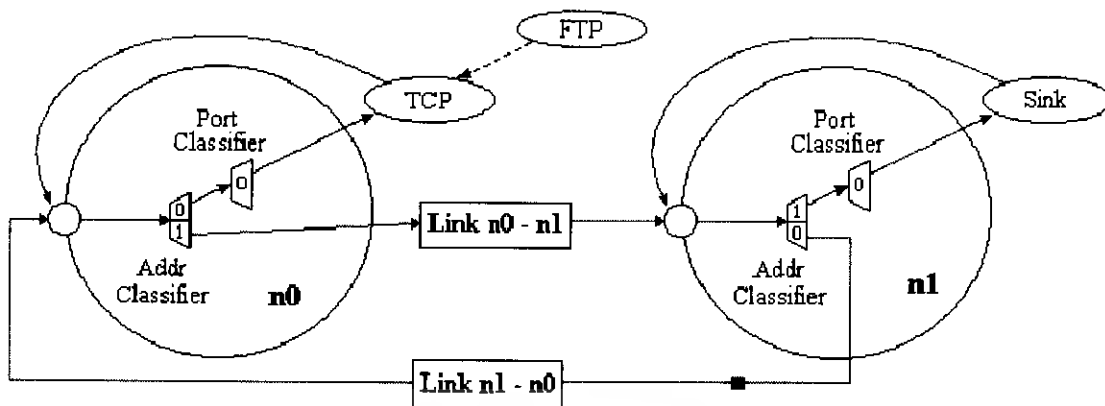 FTP
TCP
Sink
Port
Classifier
0
0
1
Addr
Classifier
n0
Link n0 - n1
Port
Classifier
0
1
0
Addr
Classifier
n1
Link n1 - n0